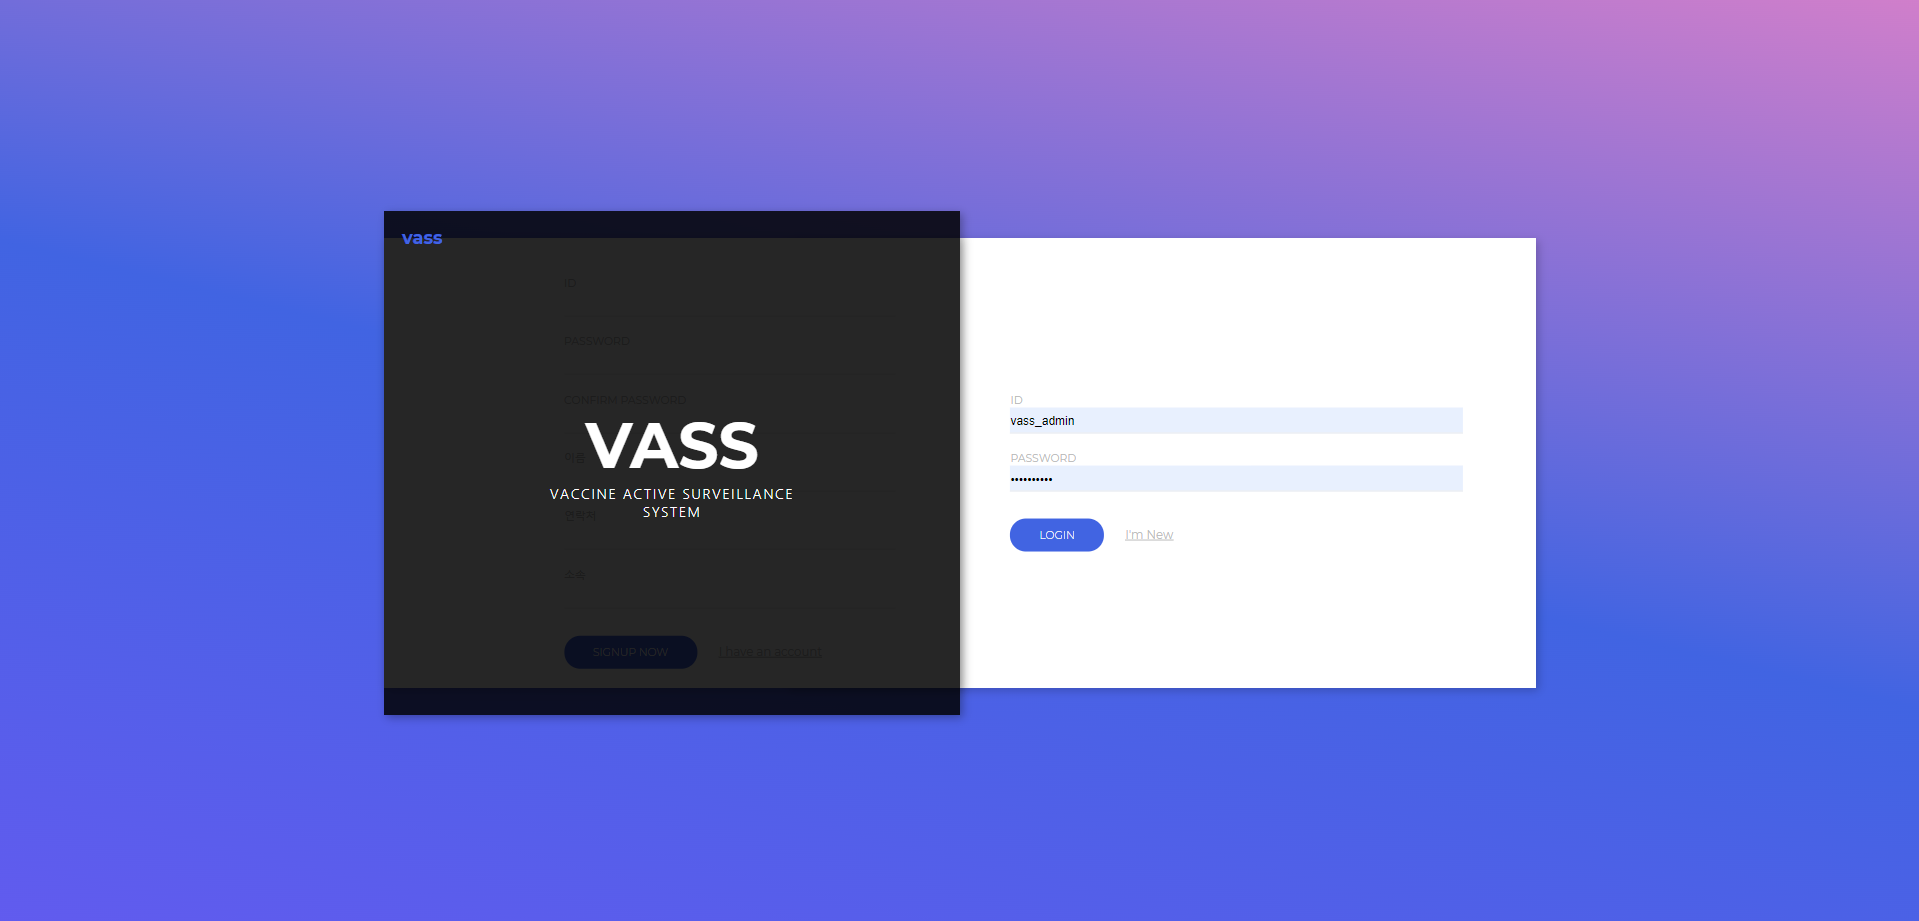 vass
ID
PASSWORD
CONFIRM PASSWORD
이름
VASS
VACCINE ACTIVE SURVEILLANCE
SYSTEM
연락처
소속
SIGNUP NOW
I have an account
ID
vass_admin
PASSWORD
••••••••••
LOGIN
I'm New